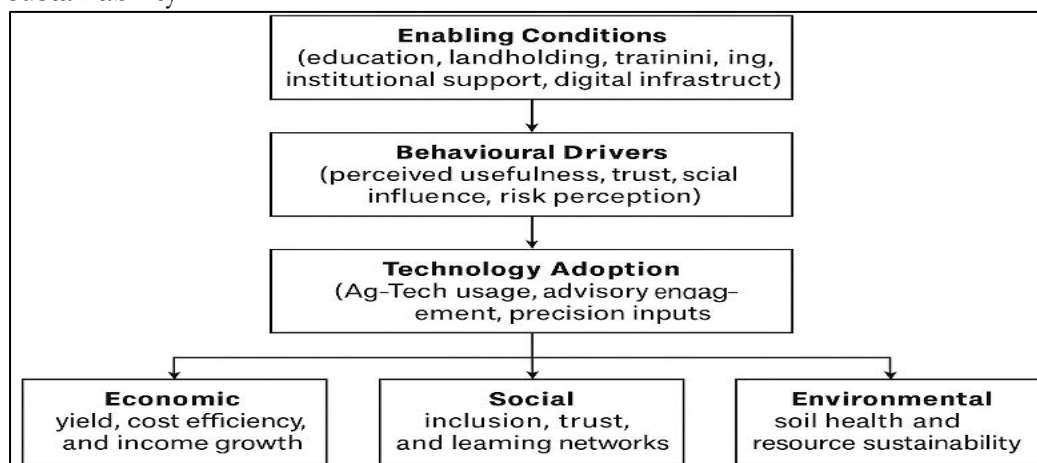 Enabling Conditions
(education, landholding, trarinini, ing,
institutional support, digital infrastruct)
Behavioural Drivers
(perceived usefulness, trust, scial
influence, risk perception)
Technology Adoption
(Ag-Tech usage, advisory engag-
ement, precision inputs
Economic
yield, cost efficiency,
and income growth
Social
inclusion, trust,
and leaming networks
Environmental
soil health and
resource sustainability